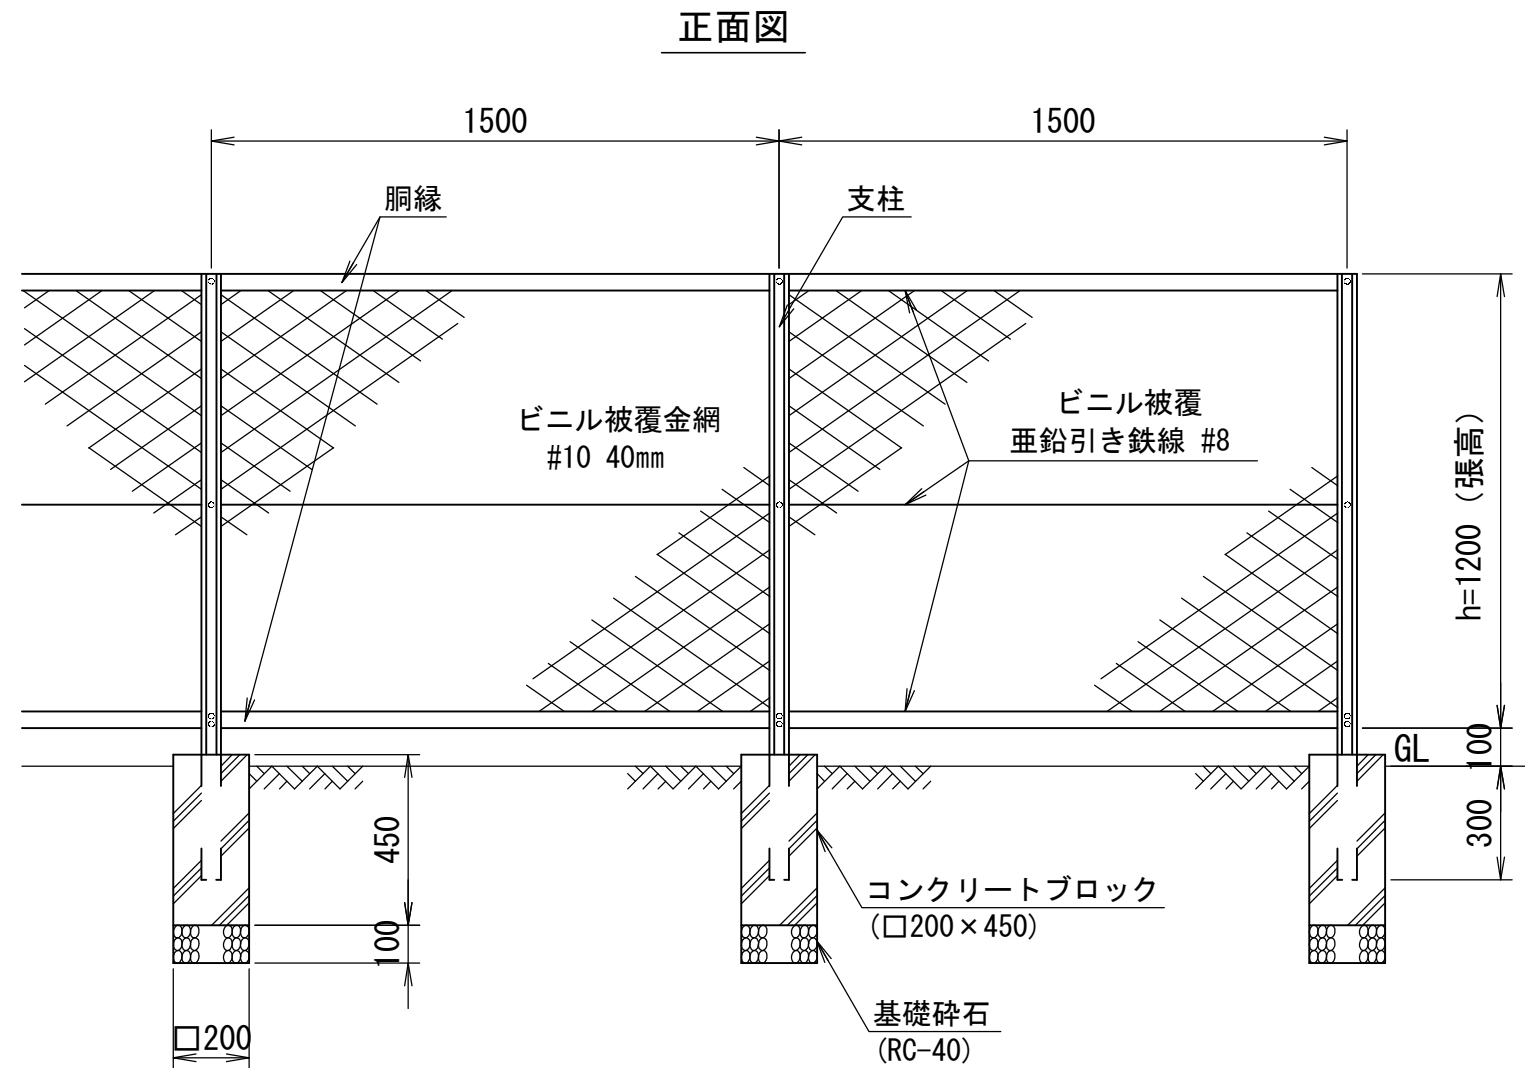 正面図
1500
1500
胴縁
支柱
ビニル被覆金網
#10 40mm
ビニル被覆
亜鉛引き鉄線 #8
h=1200 (張高)
GL
100
300
450
100
コンクリートブロック
(□200×450)
基礎砕石
(RC-40)
□200